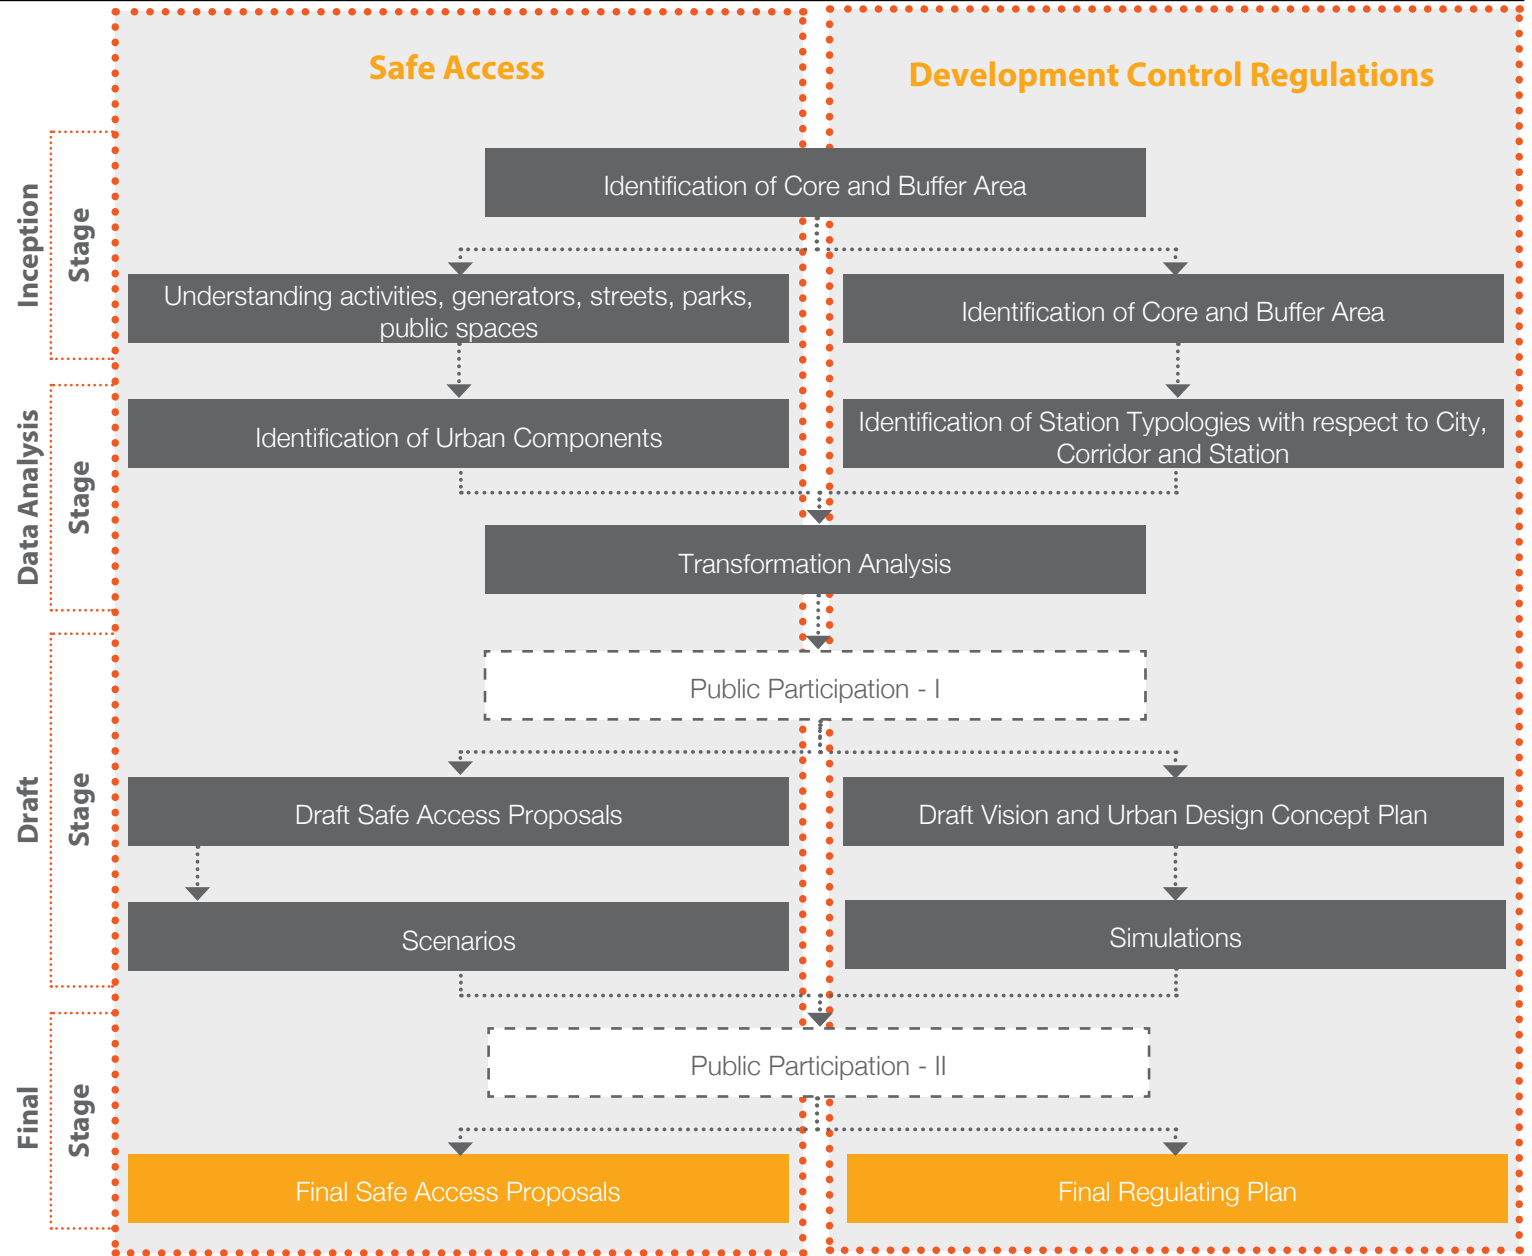 Safe Access
Development Control Regulations
Inception
Stage
Identification of Core and Buffer Area
Understanding activities, generators, streets, parks,
public spaces
Identification of Core and Buffer Area
Data Analysis
Stage
Identification of Urban Components
Identification of Station Typologies with respect to City,
Corridor and Station
Transformation Analysis
Draft
Stage
Public Participation - I
Draft Safe Access Proposals
Draft Vision and Urban Design Concept Plan
Scenarios
Simulations
Final
Stage
Public Participation - II
Final Safe Access Proposals
Final Regulating Plan